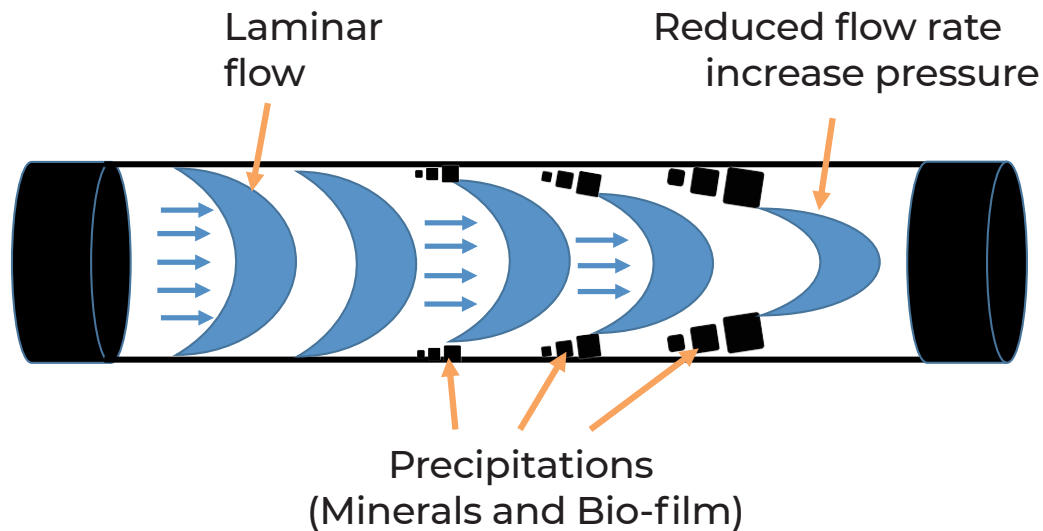 Laminar
flow
Reduced flow rate
increase pressure
Precipitations
(Minerals and Bio-film)